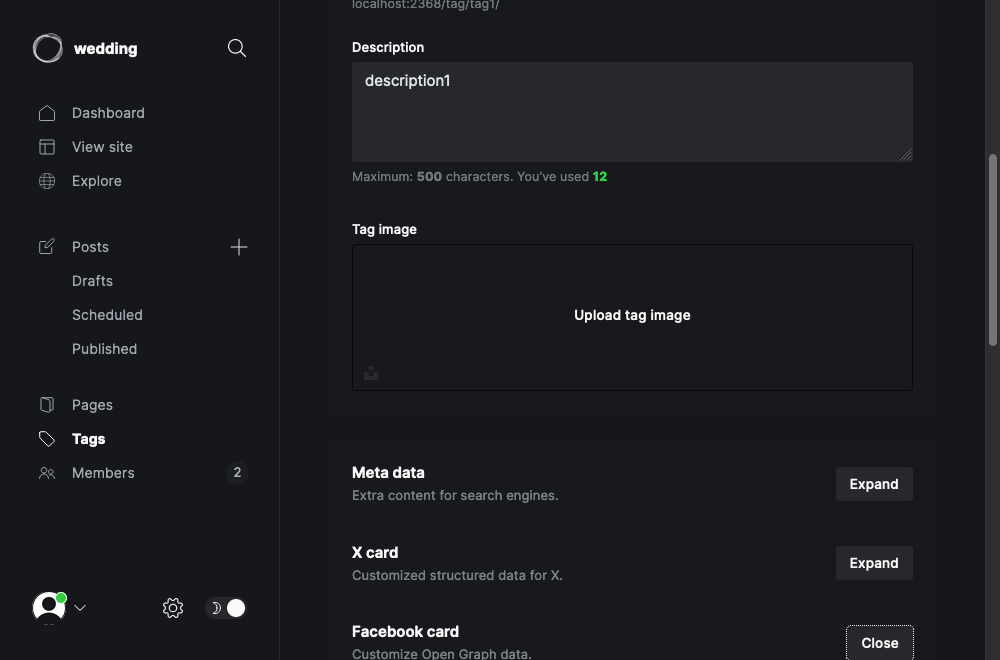 wedding
Dashboard
View site
Explore
Posts
Drafts
Scheduled
Published
Pages
Tags
Members
2
localhost:2368/tag/tag1/
Description
description1
Maximum: 500 characters. You've used 12
Tag image
Upload tag image
Meta data
Extra content for search engines.
Expand
X card
Customized structured data for X.
Expand
Facebook card
Customize Open Graph data.
Close